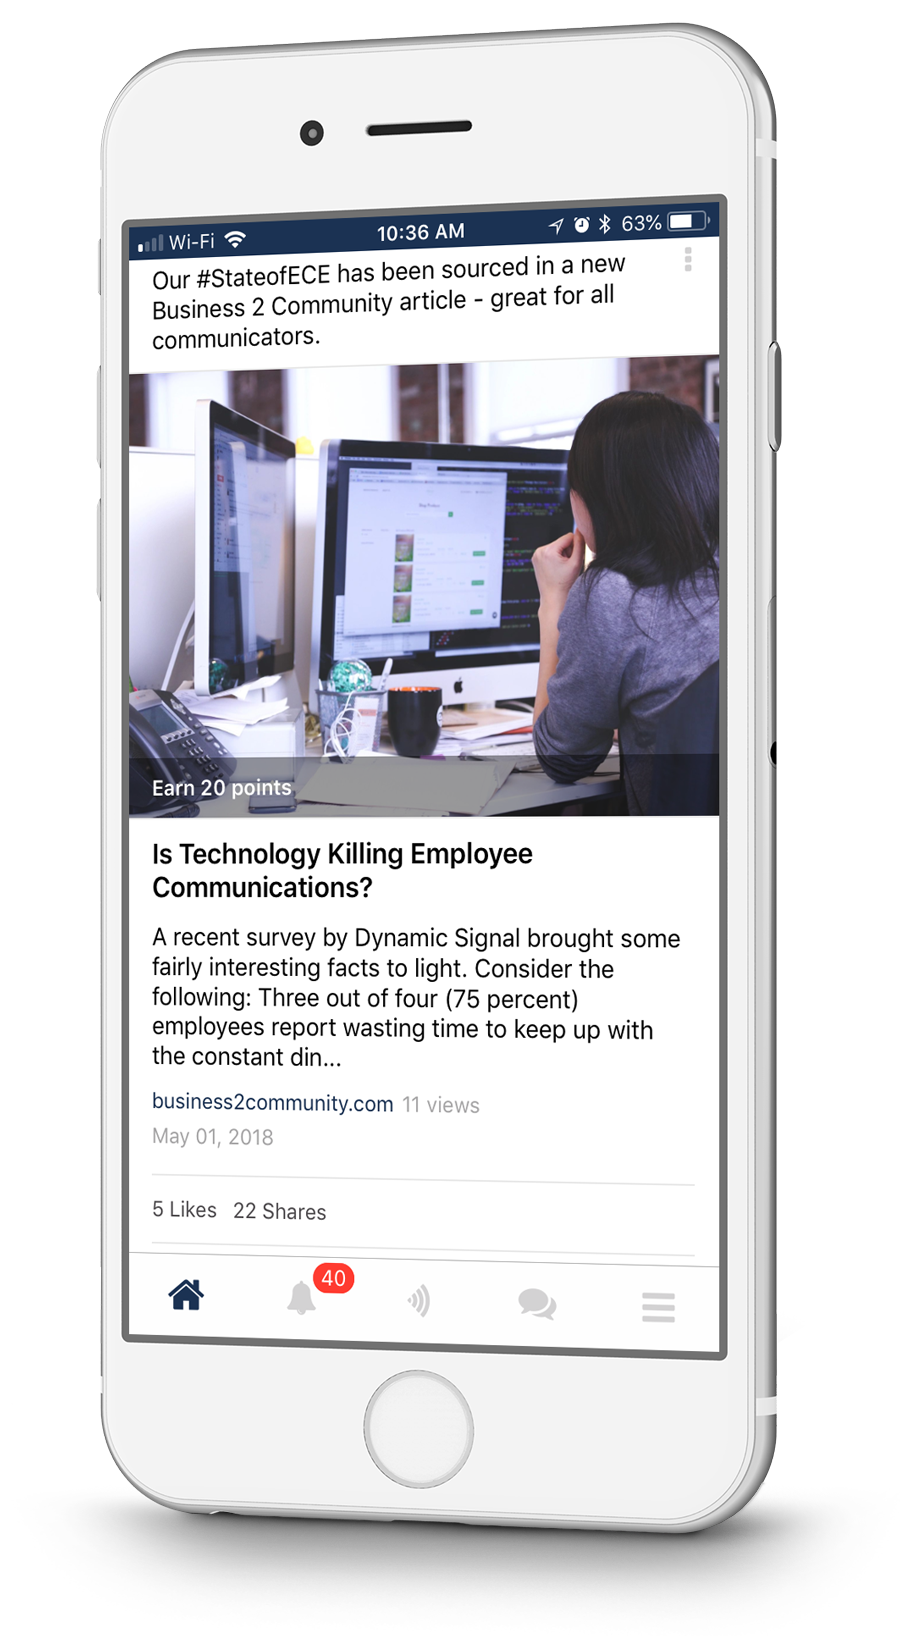 Wi-Fi 10:36 AM 63%
Our #StateofECE has been sourced in a new
Business 2 Community article - great for all
communicators.
Earn 20 points
Is Technology Killing Employee
Communications?
A recent survey by Dynamic Signal brought some
fairly interesting facts to light. Consider the
following: Three out of four (75 percent)
employees report wasting time to keep up with
the constant din...
business2community.com 11 views
May 01, 2018
5 Likes 22 Shares
40